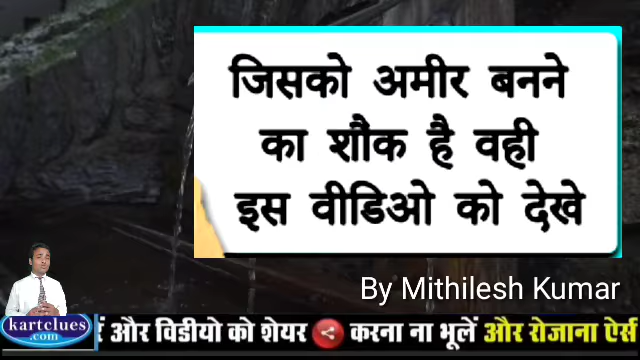 जिसको अमीर बनने
का शौक है वही
इस वीडिओ को देखे
By Mithilesh Kumar
kartclues
.com
और विडीयो को शेयर करना ना भूलें और रोजाना ऐसे